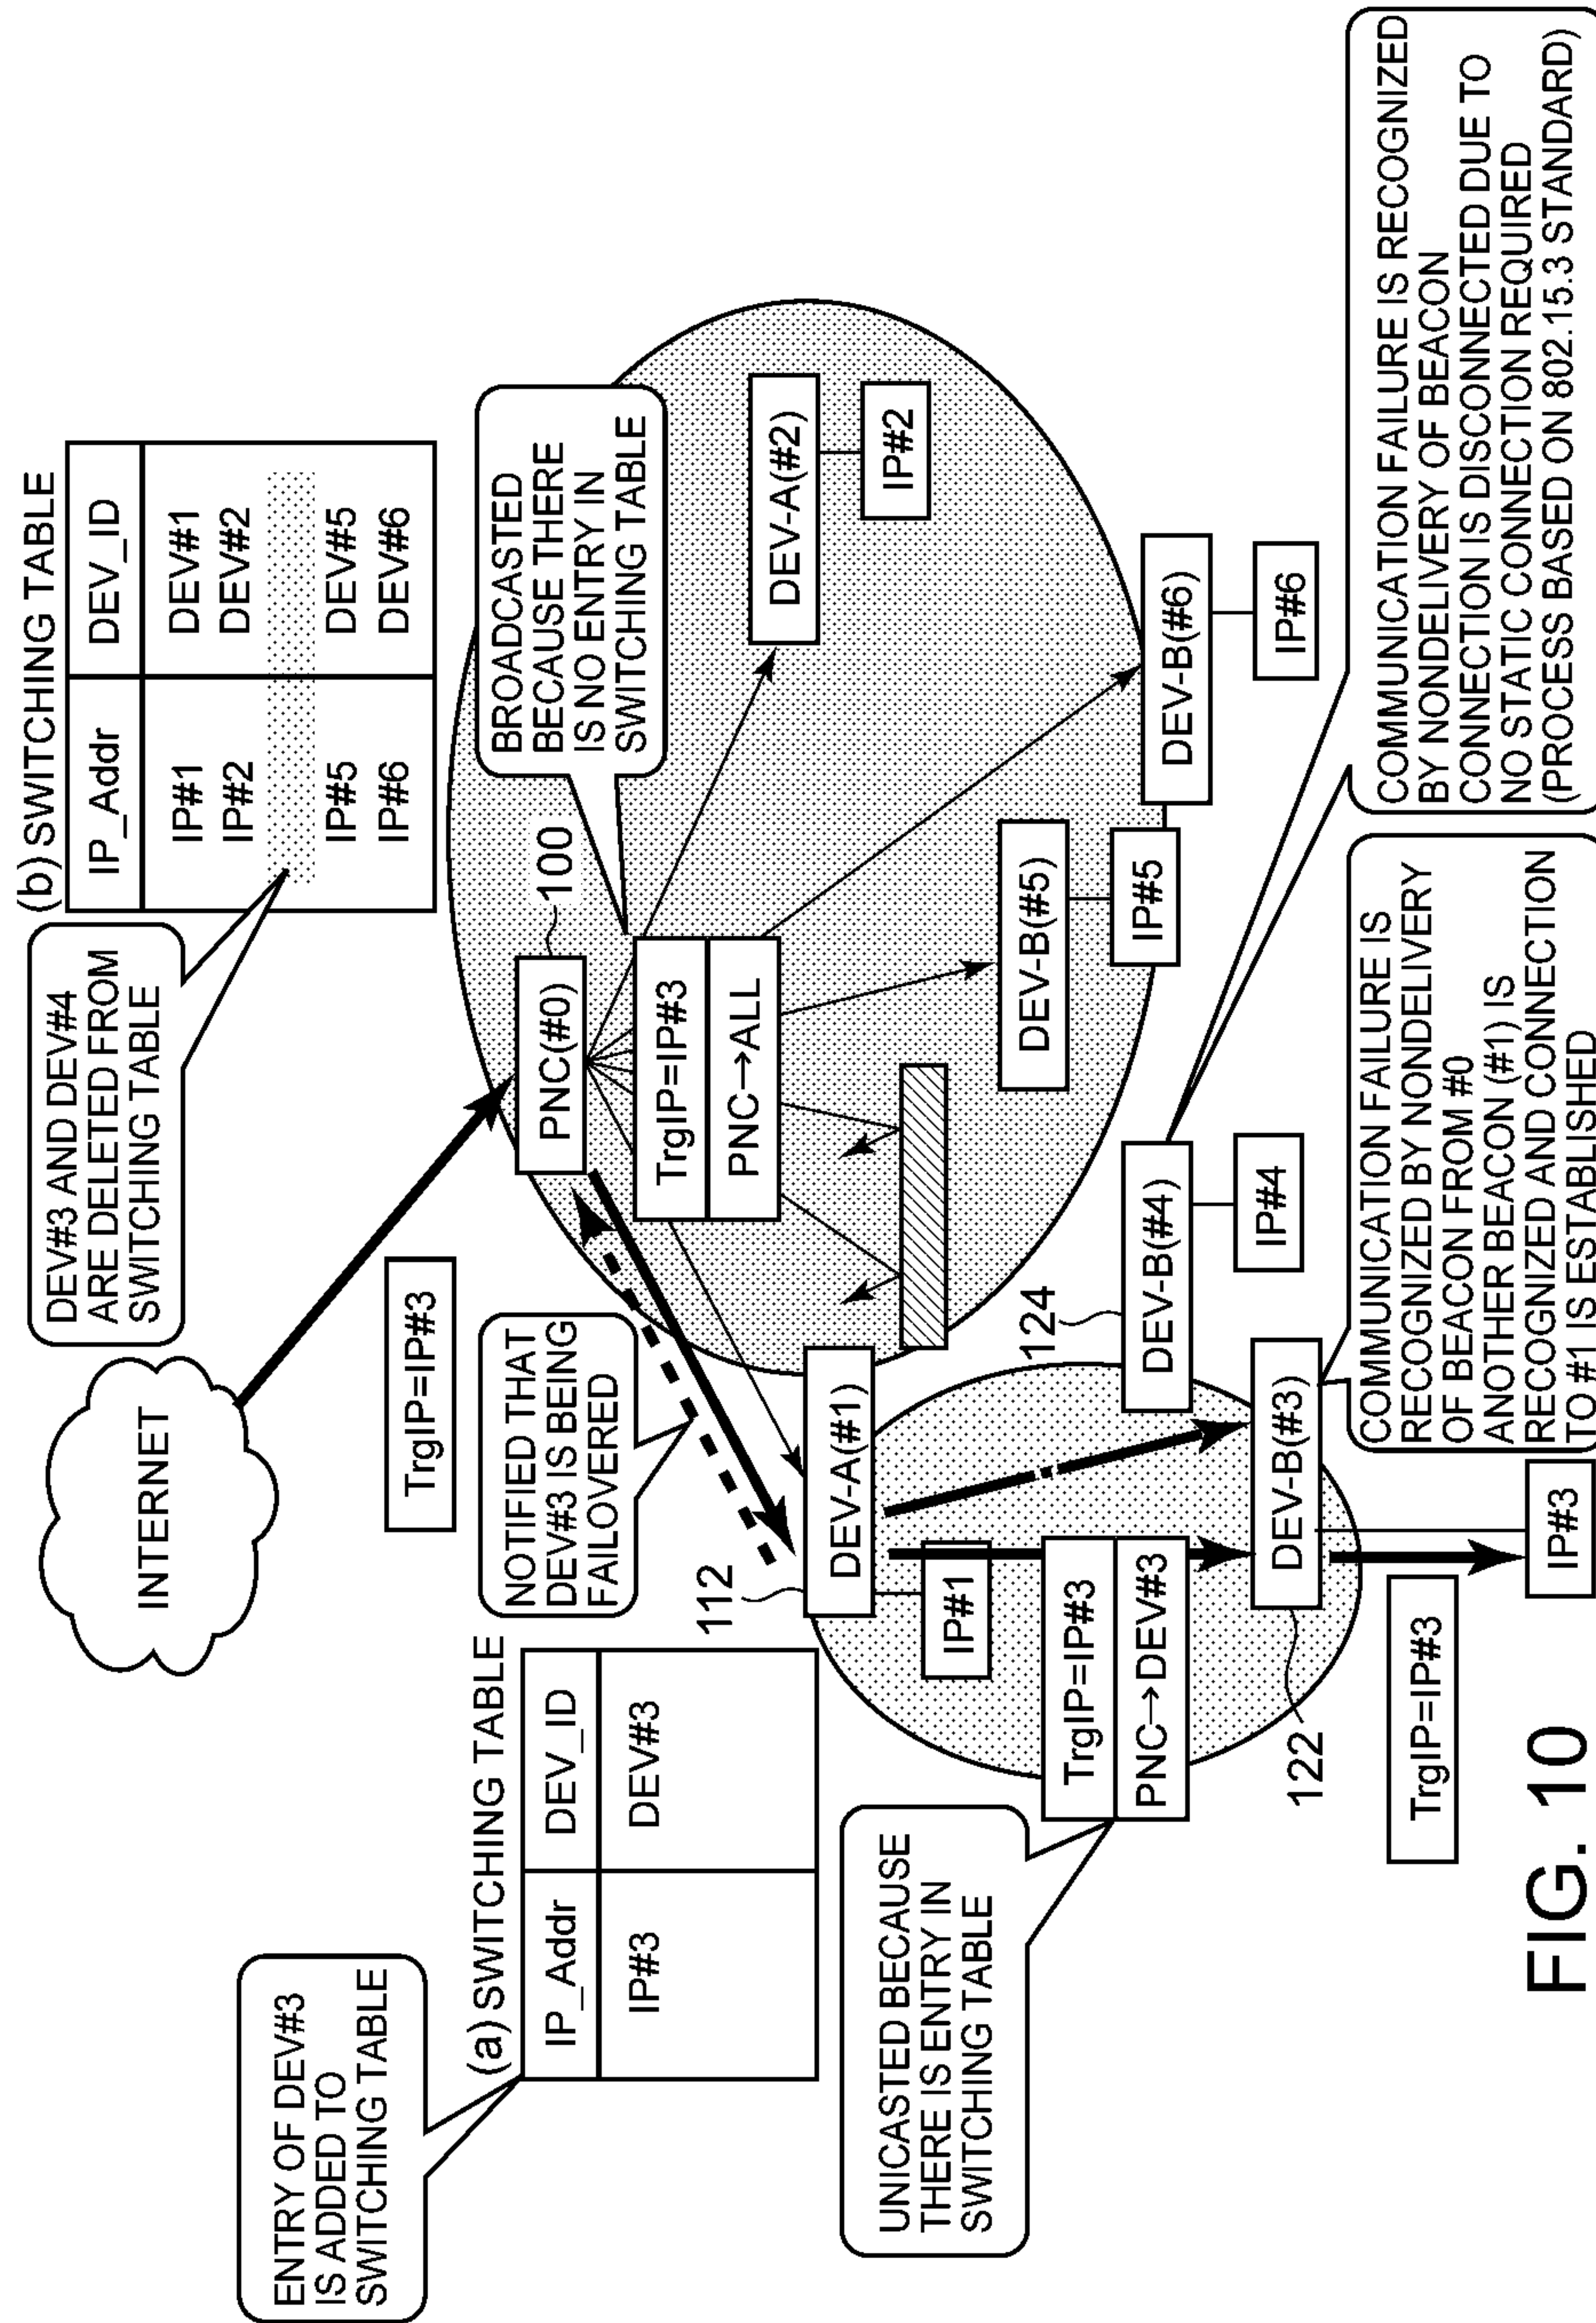 INTERNET
TrgIP=IP#3
DEV#3 AND DEV#4
ARE DELETED FROM
SWITCHING TABLE
(b) SWITCHING TABLE
IP_Addr DEV_ID
IP#1 DEV#1
IP#2 DEV#2
IP#5 DEV#5
IP#6 DEV#6
ENTRY OF DEV#3
IS ADDED TO
SWITCHING TABLE
(a) SWITCHING TABLE
IP_Addr DEV_ID
IP#3 DEV#3
NOTIFIED THAT
DEV#3 IS BEING
FAILOVERED
PNC(#0)
100
BROADCASTED
BECAUSE THERE
IS NO ENTRY IN
SWITCHING TABLE
TrgIP=IP#3
PNC→ALL
DEV-A(#2)
IP#2
112
DEV-A(#1)
IP#1
DEV-B(#5)
IP#5
DEV-B(#6)
IP#6
UNICASTED BECAUSE
THERE IS ENTRY IN
SWITCHING TABLE
TrgIP=IP#3
PNC→DEV#3
124
DEV-B(#4)
IP#4
122
DEV-B(#3)
TrgIP=IP#3
IP#3
COMMUNICATION FAILURE IS
RECOGNIZED BY NONDELIVERY
OF BEACON FROM #0
ANOTHER BEACON (#1) IS
RECOGNIZED AND CONNECTION
TO #1 IS ESTABLISHED
COMMUNICATION FAILURE IS RECOGNIZED
BY NONDELIVERY OF BEACON
CONNECTION IS DISCONNECTED DUE TO
NO STATIC CONNECTION REQUIRED
(PROCESS BASED ON 802.15.3 STANDARD)
FIG. 10